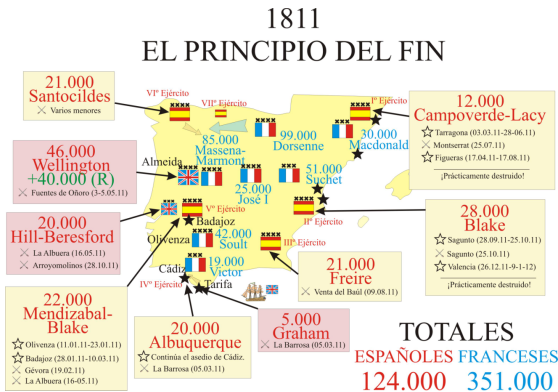 1811
EL PRINCIPIO DEL FIN
21.000
Santocildes
Varios menores
VIº Ejército
VIIº Ejército
Iº Ejército
12.000
Campoverde-Lacy
Tarragona (03.03.11-28-06.11)
Montserrat (25.07.11)
Figueras (17.04.11-17.08.11)
¡Prácticamente destruido!
85.000
Massena-
Marmont
99.000
Dorsenne
30.000
Macdonald
46.000
Wellington
+40.000 (R)
Fuentes de Oñoro (3-5.05.11)
Almeida
25.000
José I
51.000
Suchet
20.000
Hill-Beresford
La Albuera (16.05.11)
Arroyomolinos (28.10.11)
Vº Ejército
Badajoz
Olivenza
42.000
Soult
IIº Ejército
IIIº Ejército
28.000
Blake
Sagunto (28.09.11-25.10.11)
Sagunto (25.10.11)
Valencia (26.12.11-9-1-12)
¡Prácticamente destruido!
22.000
Mendizabal-
Blake
Olivenza (11.01.11-23.01.11)
Badajoz (28.01.11-10.03.11)
Gévora (19.02.11)
La Albuera (16-05.11)
19.000
Victor
Cádiz
IVº Ejército
Tarifa
21.000
Freire
Venta del Baúl (09.08.11)
20.000
Albuquerque
Continúa el asedio de Cádiz.
La Barrosa (05.03.11)
5.000
Graham
La Barrosa (05.03.11)
TOTALES
ESPAÑOLES FRANCESES
124.000 351.000